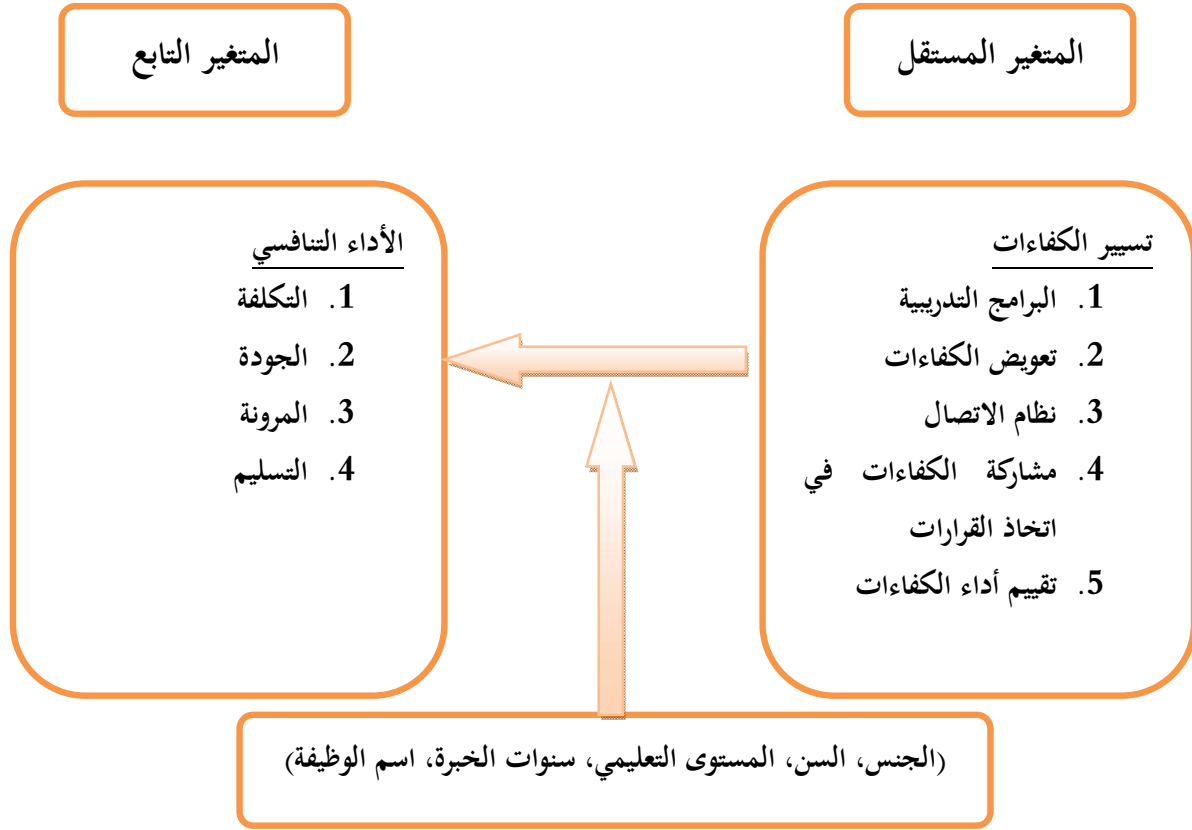 المتغير المستقل
المتغير التابع
تسيير الكفاءات
1. البرامج التدريبية
2. تعويض الكفاءات
3. نظام الاتصال
4. مشاركة الكفاءات في
اتخاذ القرارات
5. تقييم أداء الكفاءات
الأداء التنافسي
1. التكلفة
2. الجودة
3. المرونة
4. التسليم
(الجنس، السن، المستوى التعليمي، سنوات الخبرة، اسم الوظيفة)